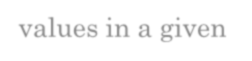 values in a given